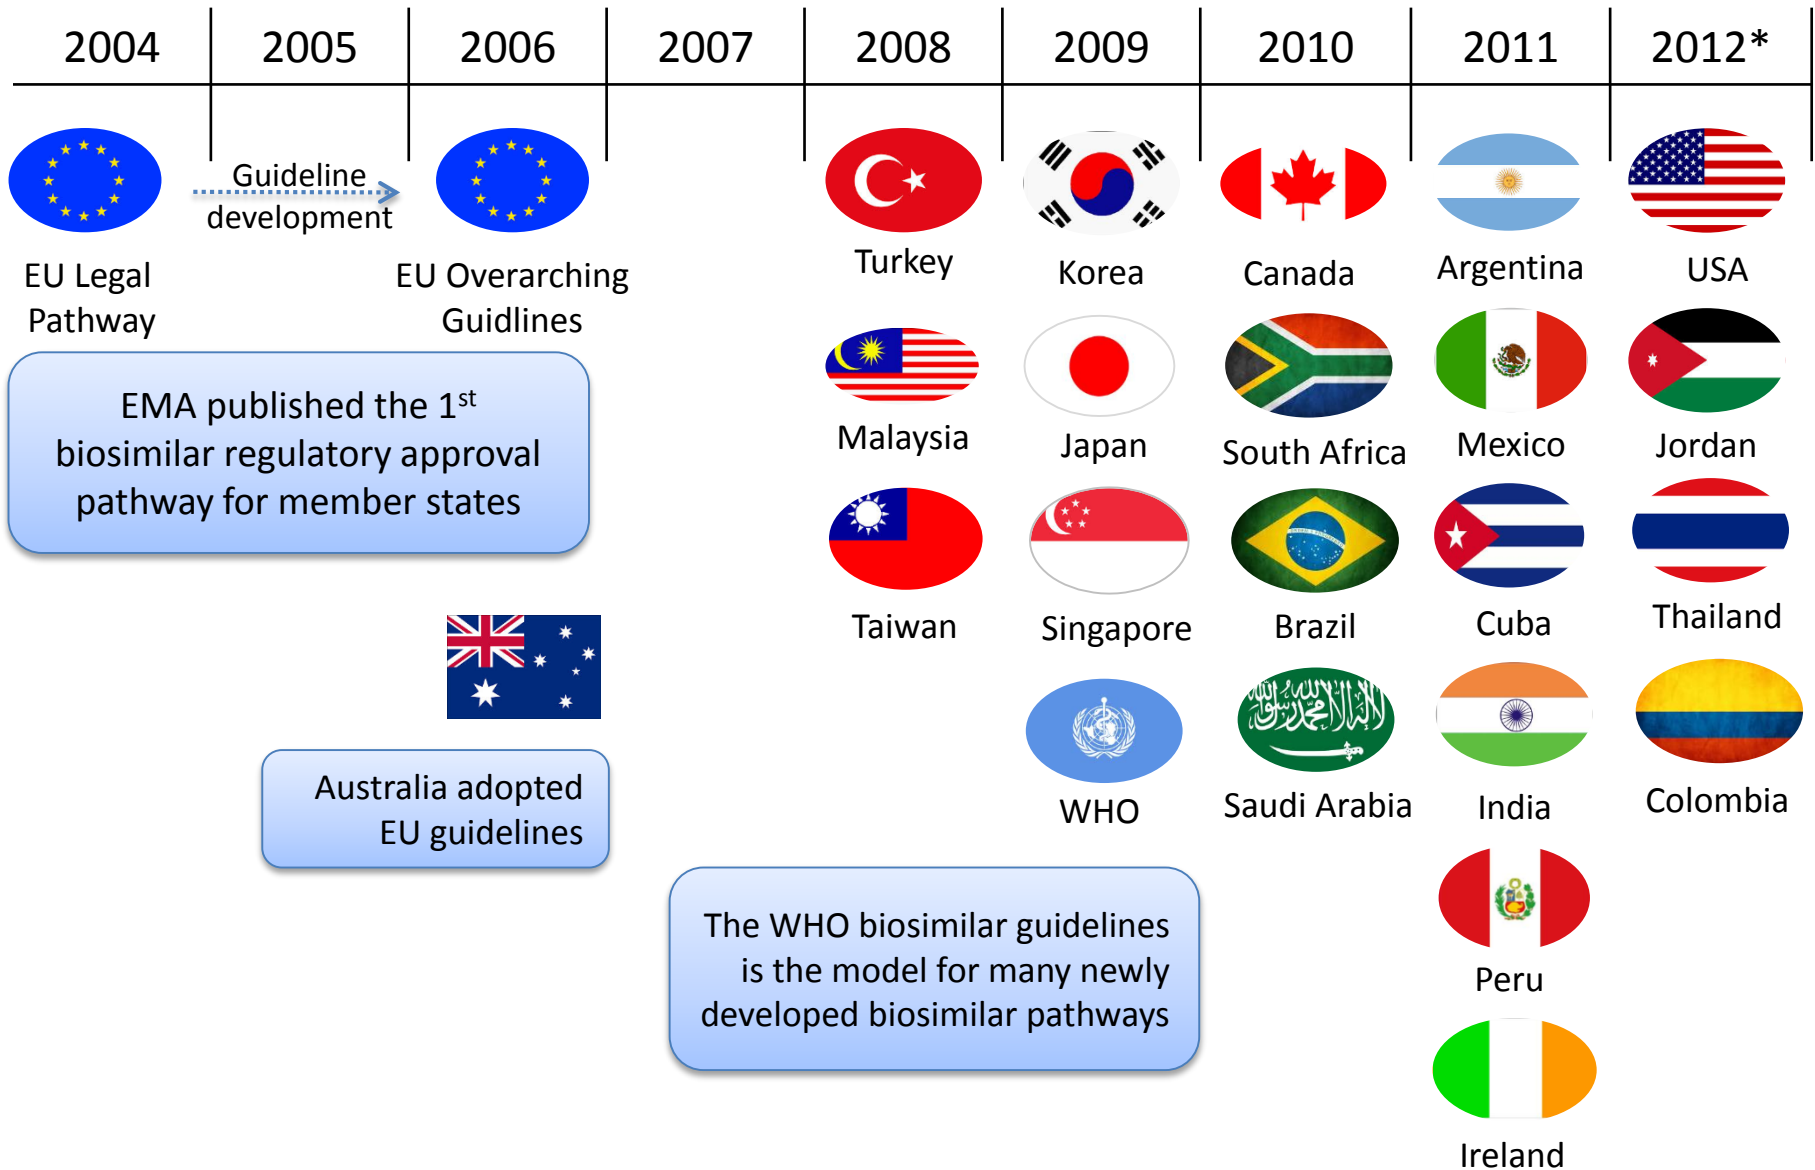 2004
2005
2006
2007
2008
2009
2010
2011
2012*
Guideline
development
EU Legal
Pathway
EU Overarching
Guidlines
EMA published the 1st
biosimilar regulatory approval
pathway for member states
Australia adopted
EU guidelines
Turkey
Malaysia
Taiwan
Korea
Japan
Singapore
WHO
The WHO biosimilar guidelines
is the model for many newly
developed biosimilar pathways
Canada
South Africa
Brazil
Saudi Arabia
Argentina
Mexico
Cuba
India
Peru
Ireland
USA
Jordan
Thailand
Colombia